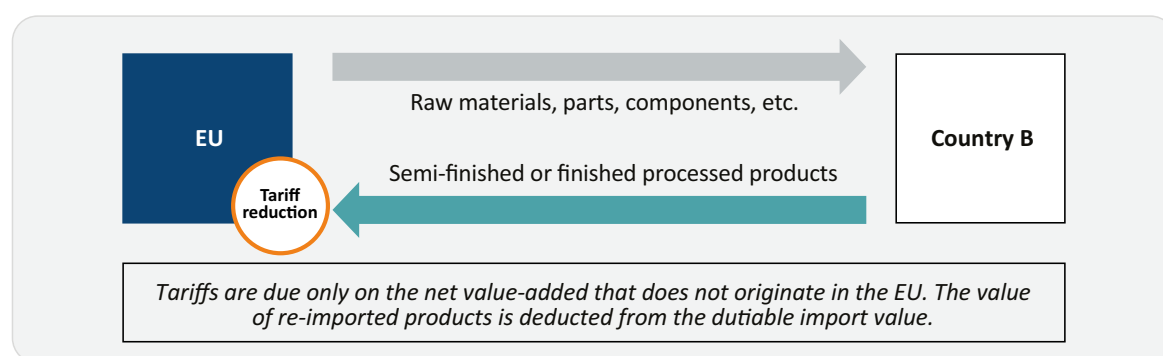 Raw materials, parts, components, etc.
EU
Country B
Semi-finished or finished processed products
Tariff
reduction
Tariffs are due only on the net value-added that does not originate in the EU. The value
of re-imported products is deducted from the dutiable import value.